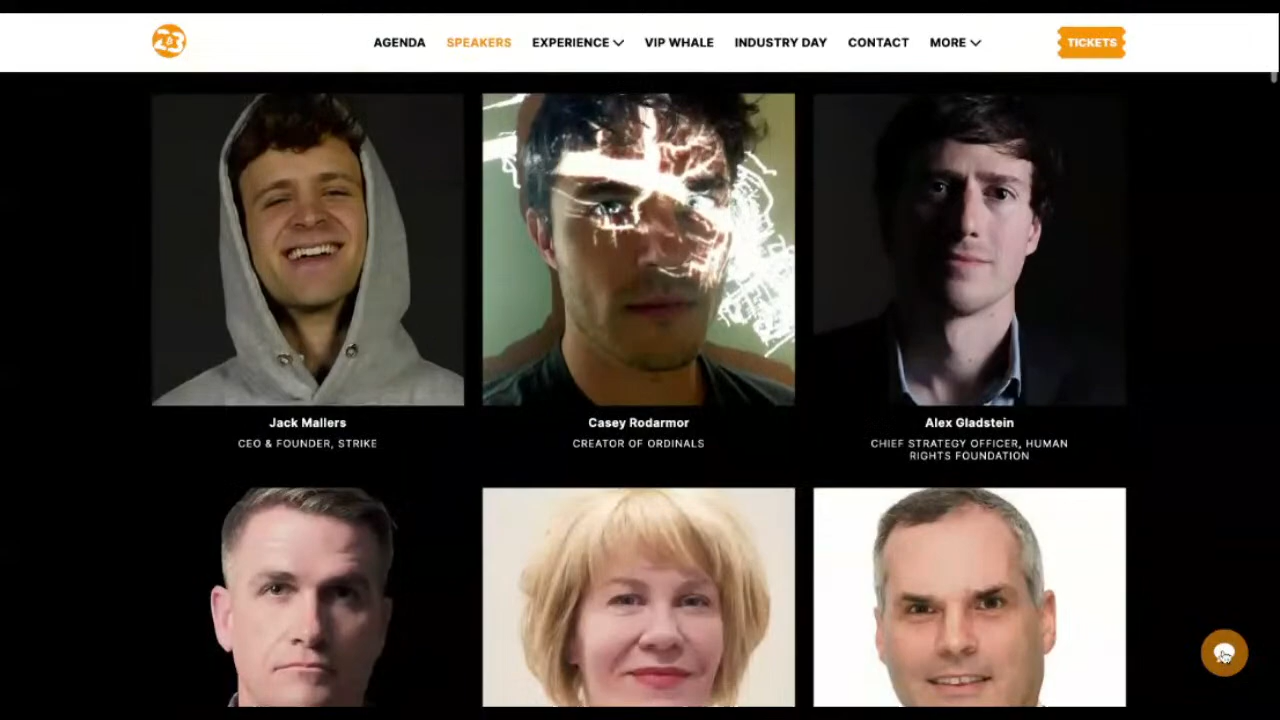 23
AGENDA
SPEAKERS
EXPERIENCE
VIP WHALE
INDUSTRY DAY
CONTACT
MORE
TICKETS
Jack Mallers
CEO & FOUNDER, STRIKE
Casey Rodarmor
CREATOR OF ORDINALS
Alex Gladstein
CHIEF STRATEGY OFFICER, HUMAN
RIGHTS FOUNDATION